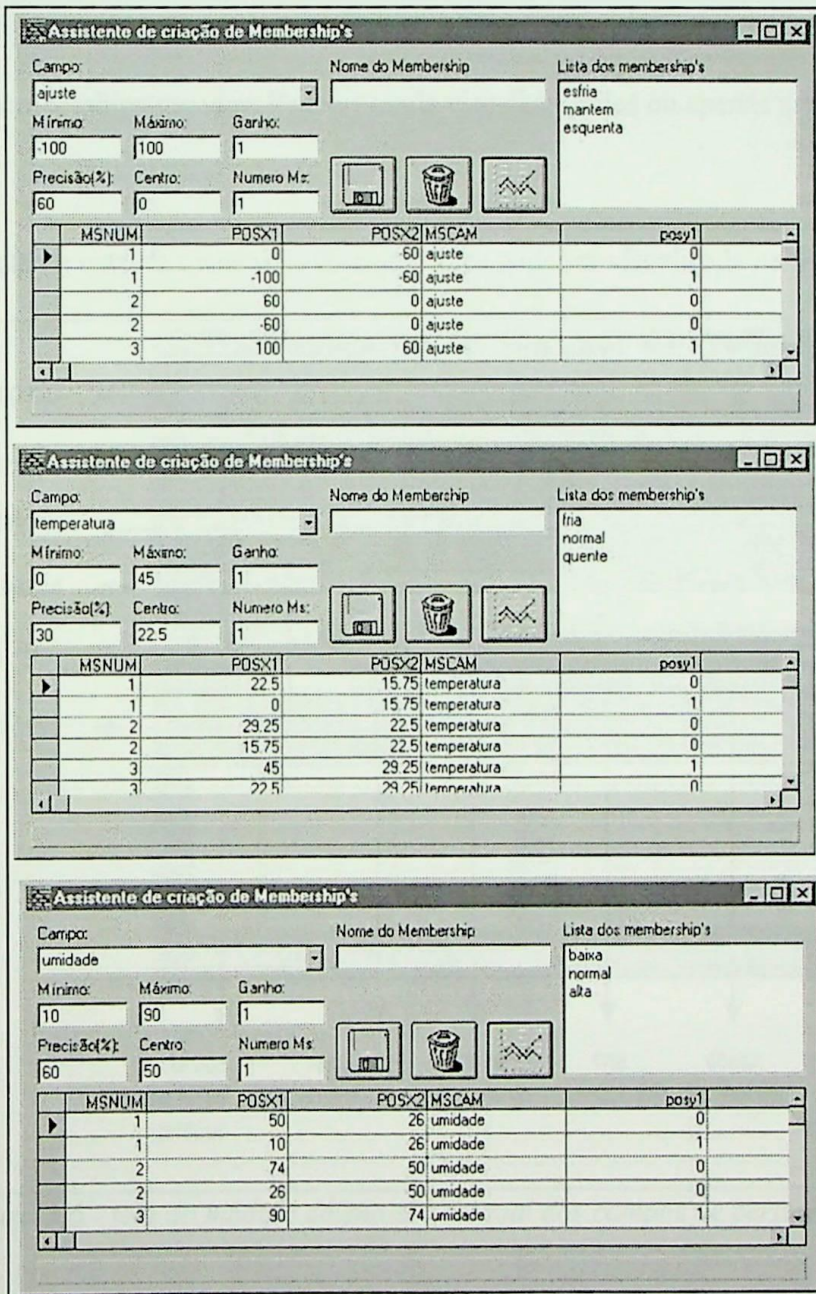 Assistente de criação de Membership's
Campo: Nome do Membership Lista dos membership's
ajuste esfria
mantem
esquenta
Mínimo: Máximo: Ganho:
-100 100 1
Precisão(%): Centro: Numero Ms:
60 0 1
MSNUM POSX1 POSX2 MSCAM posy1
1 0 -60 ajuste 0
1 -100 -60 ajuste 1
2 60 0 ajuste 0
2 -60 0 ajuste 0
3 100 60 ajuste 1
Assistente de criação de Membership's
Campo: Nome do Membership Lista dos membership's
temperatura fria
normal
quente
Mínimo: Máximo: Ganho:
0 45 1
Precisão(%) Centro: Numero Ms:
30 22.5 1
MSNUM POSX1 POSX2 MSCAM posy1
1 22.5 15.75 temperatura 0
1 0 15.75 temperatura 1
2 29.25 22.5 temperatura 0
2 15.75 22.5 temperatura 0
3 45 29.25 temperatura 1
3 22.5 29.25 temperatura 0
Assistente de criação de Membership's
Campo: Nome do Membership Lista dos membership's
umidade baixa
normal
alta
Mínimo: Máximo: Ganho:
10 90 1
Precisão(%): Centro Numero Ms
60 50 1
MSNUM POSX1 POSX2 MSCAM posy1
1 50 26 umidade 0
1 10 26 umidade 1
2 74 50 umidade 0
2 26 50 umidade 0
3 90 74 umidade 1